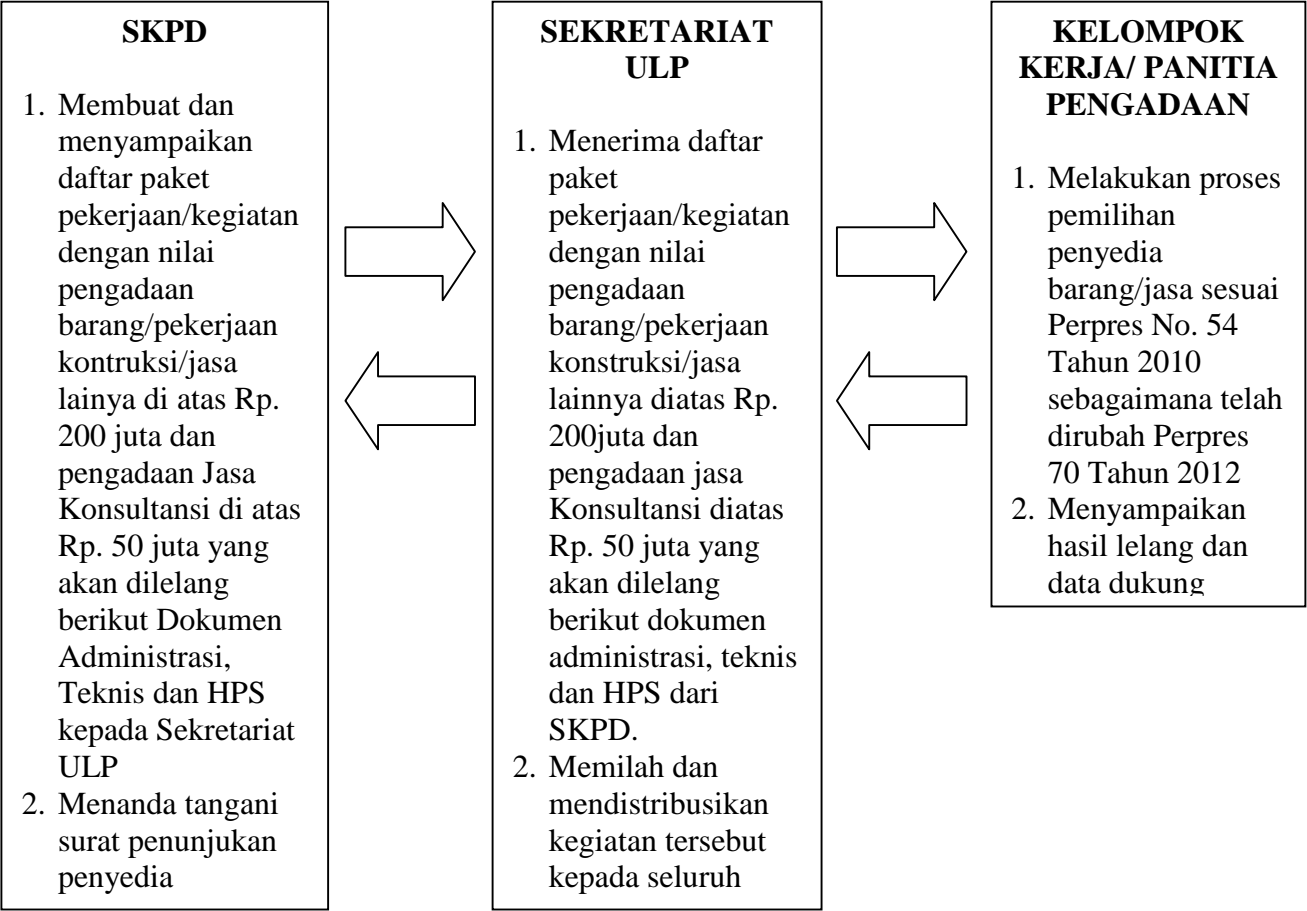 SKPD
1. Membuat dan
menyampaikan
daftar paket
pekerjaan/kegiatan
dengan nilai
pengadaan
barang/pekerjaan
kontruksi/jasa
lainya di atas Rp.
200 juta dan
pengadaan Jasa
Konsultansi di atas
Rp. 50 juta yang
akan dilelang
berikut Dokumen
Administrasi,
Teknis dan HPS
kepada Sekretariat
ULP
2. Menanda tangani
surat penunjukan
penyedia
SEKRETARIAT
ULP
1. Menerima daftar
paket
pekerjaan/kegiatan
dengan nilai
pengadaan
barang/pekerjaan
konstruksi/jasa
lainnya diatas Rp.
200juta dan
pengadaan jasa
Konsultansi diatas
Rp. 50 juta yang
akan dilelang
berikut dokumen
administrasi, teknis
dan HPS dari
SKPD.
2. Memilah dan
mendistribusikan
kegiatan tersebut
kepada seluruh
KELOMPOK
KERJA/ PANITIA
PENGADAAN
1. Melakukan proses
pemilihan
penyedia
barang/jasa sesuai
Perpres No. 54
Tahun 2010
sebagaimana telah
dirubah Perpres
70 Tahun 2012
2. Menyampaikan
hasil lelang dan
data dukung